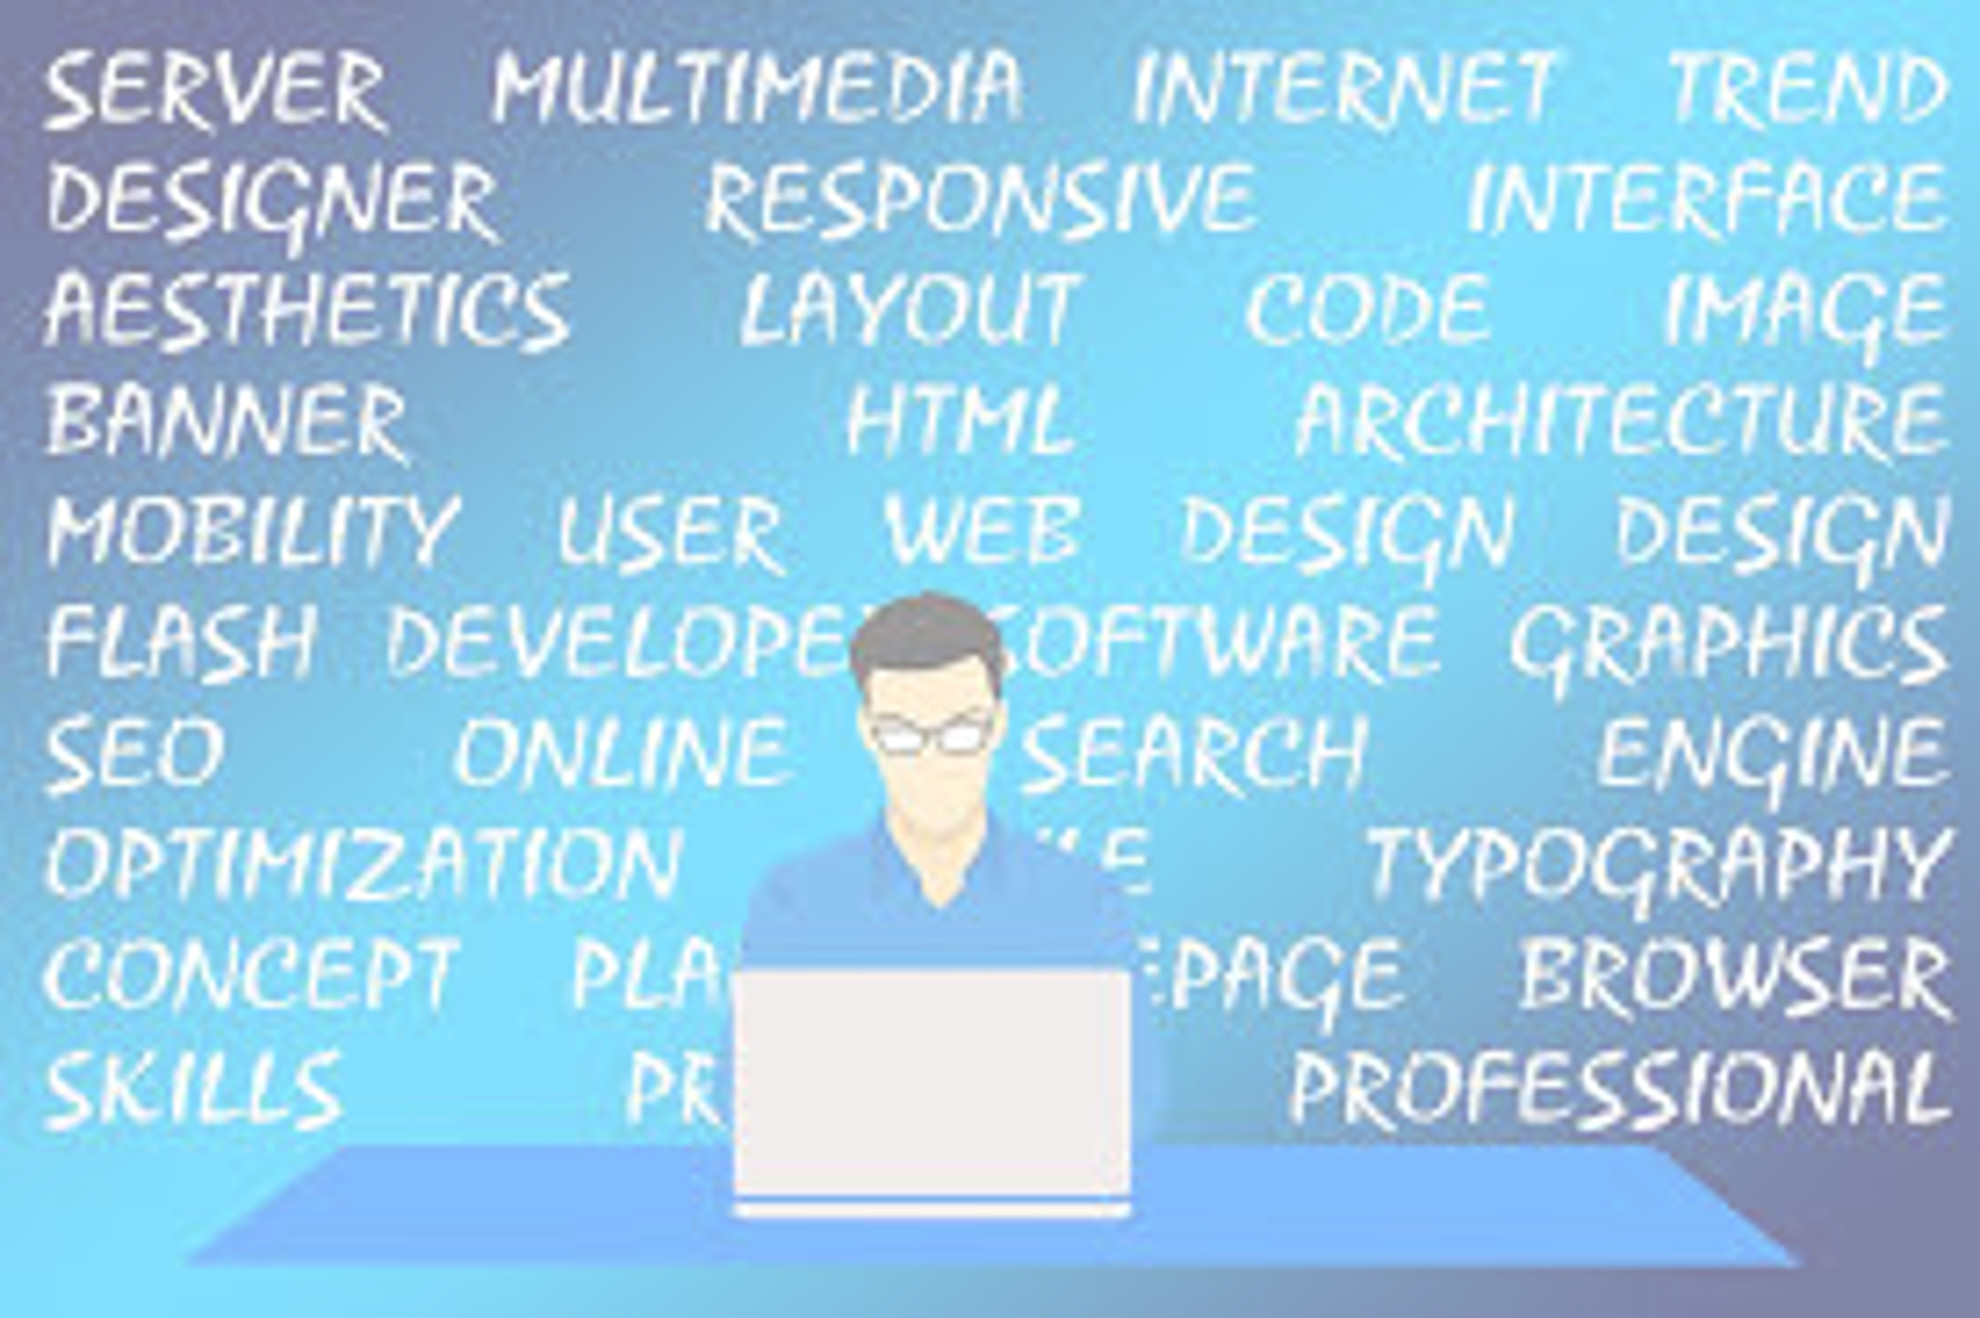 SERVER MULTIMEDIA INTERNET TREND
DESIGNER RESPONSIVE INTERFACE
AESTHETICS LAYOUT CODE IMAGE
BANNER HTML ARCHITECTURE
MOBILITY USER WEB DESIGN DESIGN
FLASH DEVELOPER SOFTWARE GRAPHICS
SEO ONLINE SEARCH ENGINE
OPTIMIZATION TYPOGRAPHY
CONCEPT BROWSER
SKILLS PROFESSIONAL